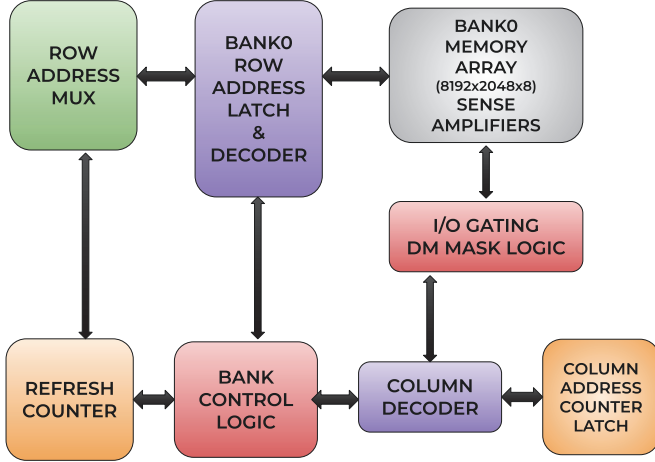 ROW
ADDRESS
MUX
BANK0
ROW
ADDRESS
LATCH
&
DECODER
BANK0
MEMORY
ARRAY
(8192x2048x8)
SENSE
AMPLIFIERS
I/O GATING
DM MASK LOGIC
REFRESH
COUNTER
BANK
CONTROL
LOGIC
COLUMN
DECODER
COLUMN
ADDRESS
COUNTER
LATCH